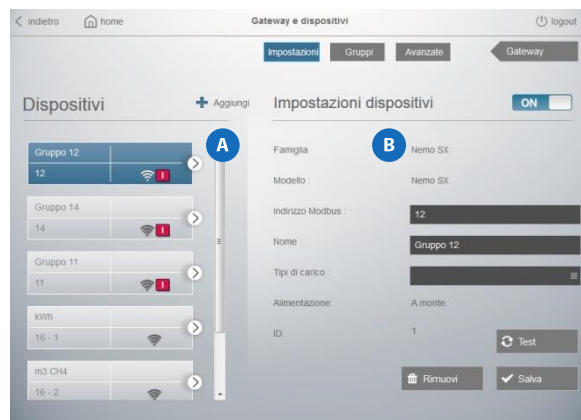 indietro home Gateway e dispositivi logout
Impostazioni Gruppi Avanzate Gateway
Dispositivi Aggiungi
A
Gruppo 12
12 I
Gruppo 14
14 I
Gruppo 11
11 I
kWh
16 - 1
m3 CH4
16 - 2
Impostazioni dispositivi ON
B
Famiglia Nemo SX
Modello : Nemo SX
Indirizzo Modbus : 12
Nome : Gruppo 12
Tipi di carico :
Alimentazione: A monte
ID: 1
Test
Rimuovi Salva